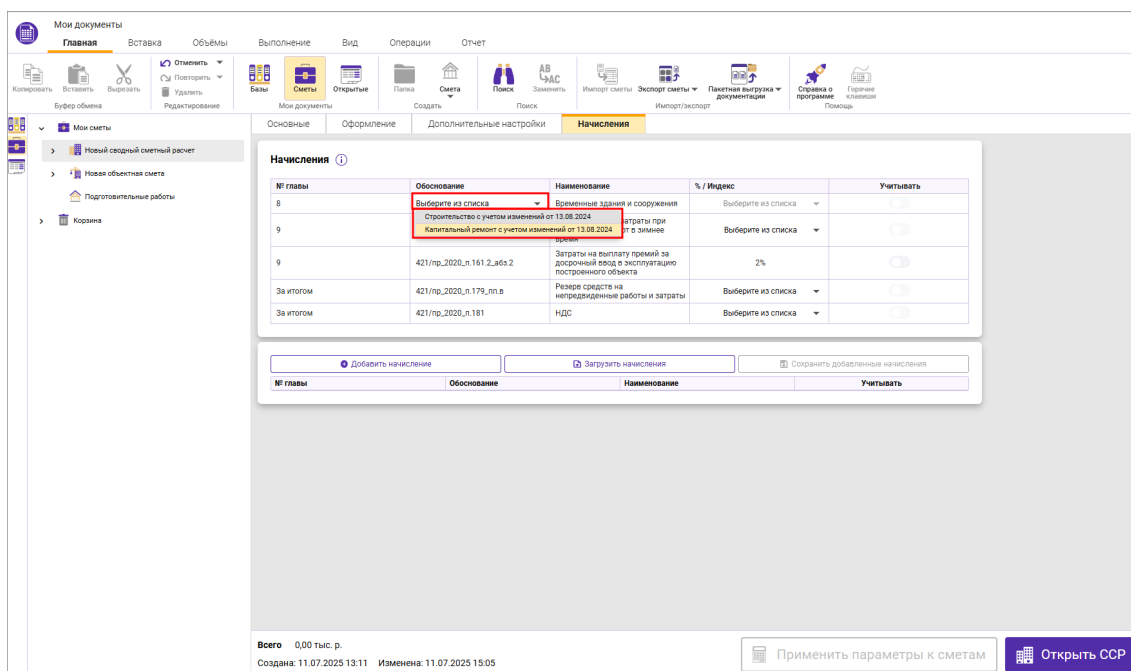 Мои документы
Главная Вставка Объёмы Выполнение Вид Операции Отчет
Копировать Вставить Вырезать Отменить Повторить Удалить Базы Сметы Открытые Папка Смета Поиск Заменить Импорт сметы Экспорт сметы Пакетная выгрузка документации Справка о программе Горячие клавиши
AB AC
Буфер обмена Редактирование Мои документы Создать Поиск Импорт/экспорт Помощь
Мои сметы
Новый сводный сметный расчет
Новая объектная смета
Подготовительные работы
Корзина
Основные Оформление Дополнительные настройки Начисления
Начисления i
№ главы Обоснование Наименование % / Индекс Учитывать
8 Выберите из списка Временные здания и сооружения Выберите из списка
Строительство с учетом изменений от 13.08.2024
Капитальный ремонт с учетом изменений от 13.08.2024
9 затраты при
т в зимнее
время Выберите из списка
9 421/пр_2020_п.161.2_абз.2 Затраты на выплату премий за
досрочный ввод в эксплуатацию
построенного объекта 2%
За итогом 421/пр_2020_п.179_пп.в Резерв средств на
непредвиденные работы и затраты Выберите из списка
За итогом 421/пр_2020_п.181 НДС Выберите из списка
Добавить начисление Загрузить начисления Сохранить добавленные начисления
№ главы Обоснование Наименование Учитывать
Всего 0,00 тыс. р.
Создана: 11.07.2025 13:11 Изменена: 11.07.2025 15:05
Применить параметры к сметам Открыть ССР